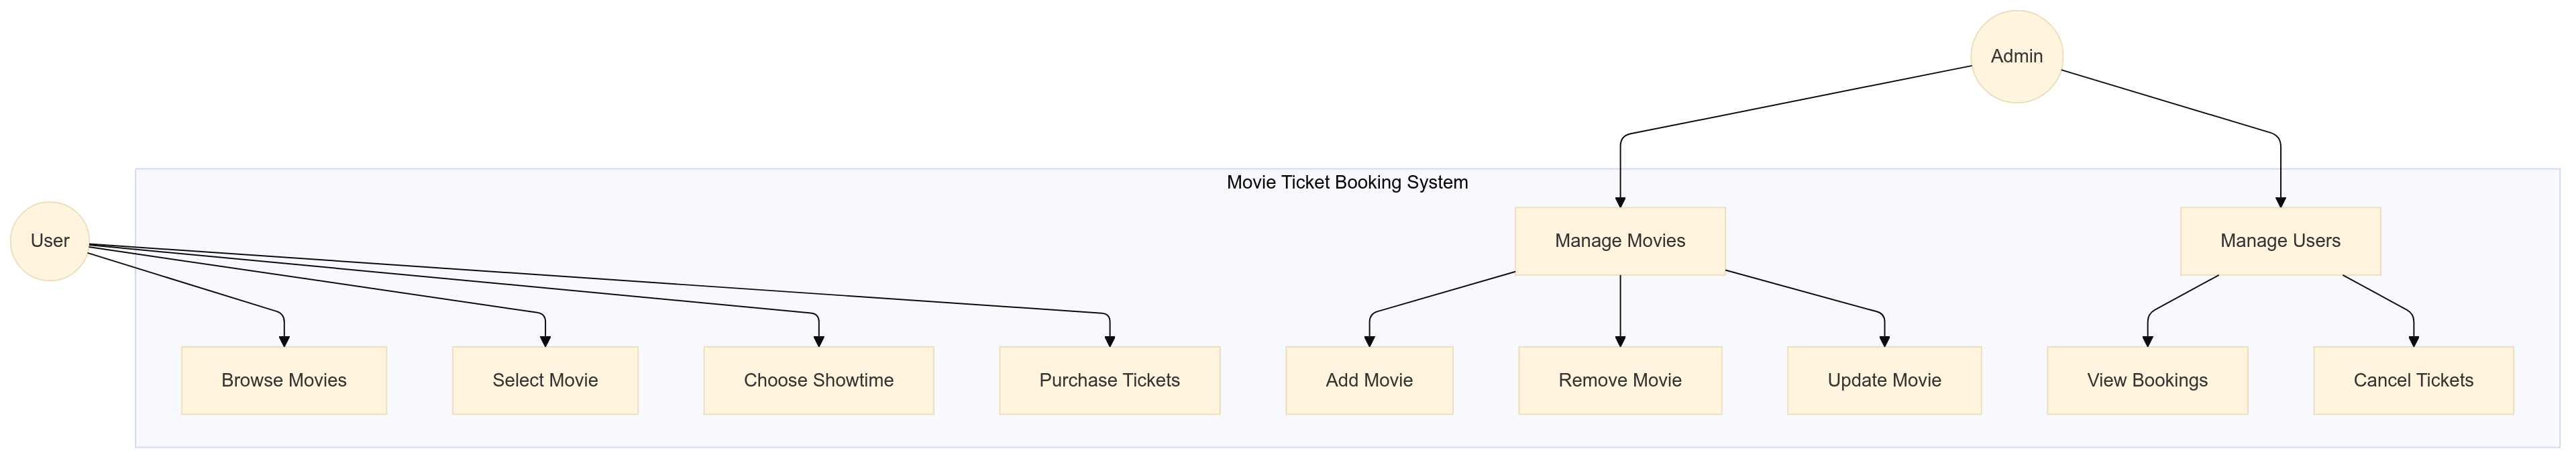 Admin
Movie Ticket Booking System
User
Manage Movies
Manage Users
Browse Movies
Select Movie
Choose Showtime
Purchase Tickets
Add Movie
Remove Movie
Update Movie
View Bookings
Cancel Tickets